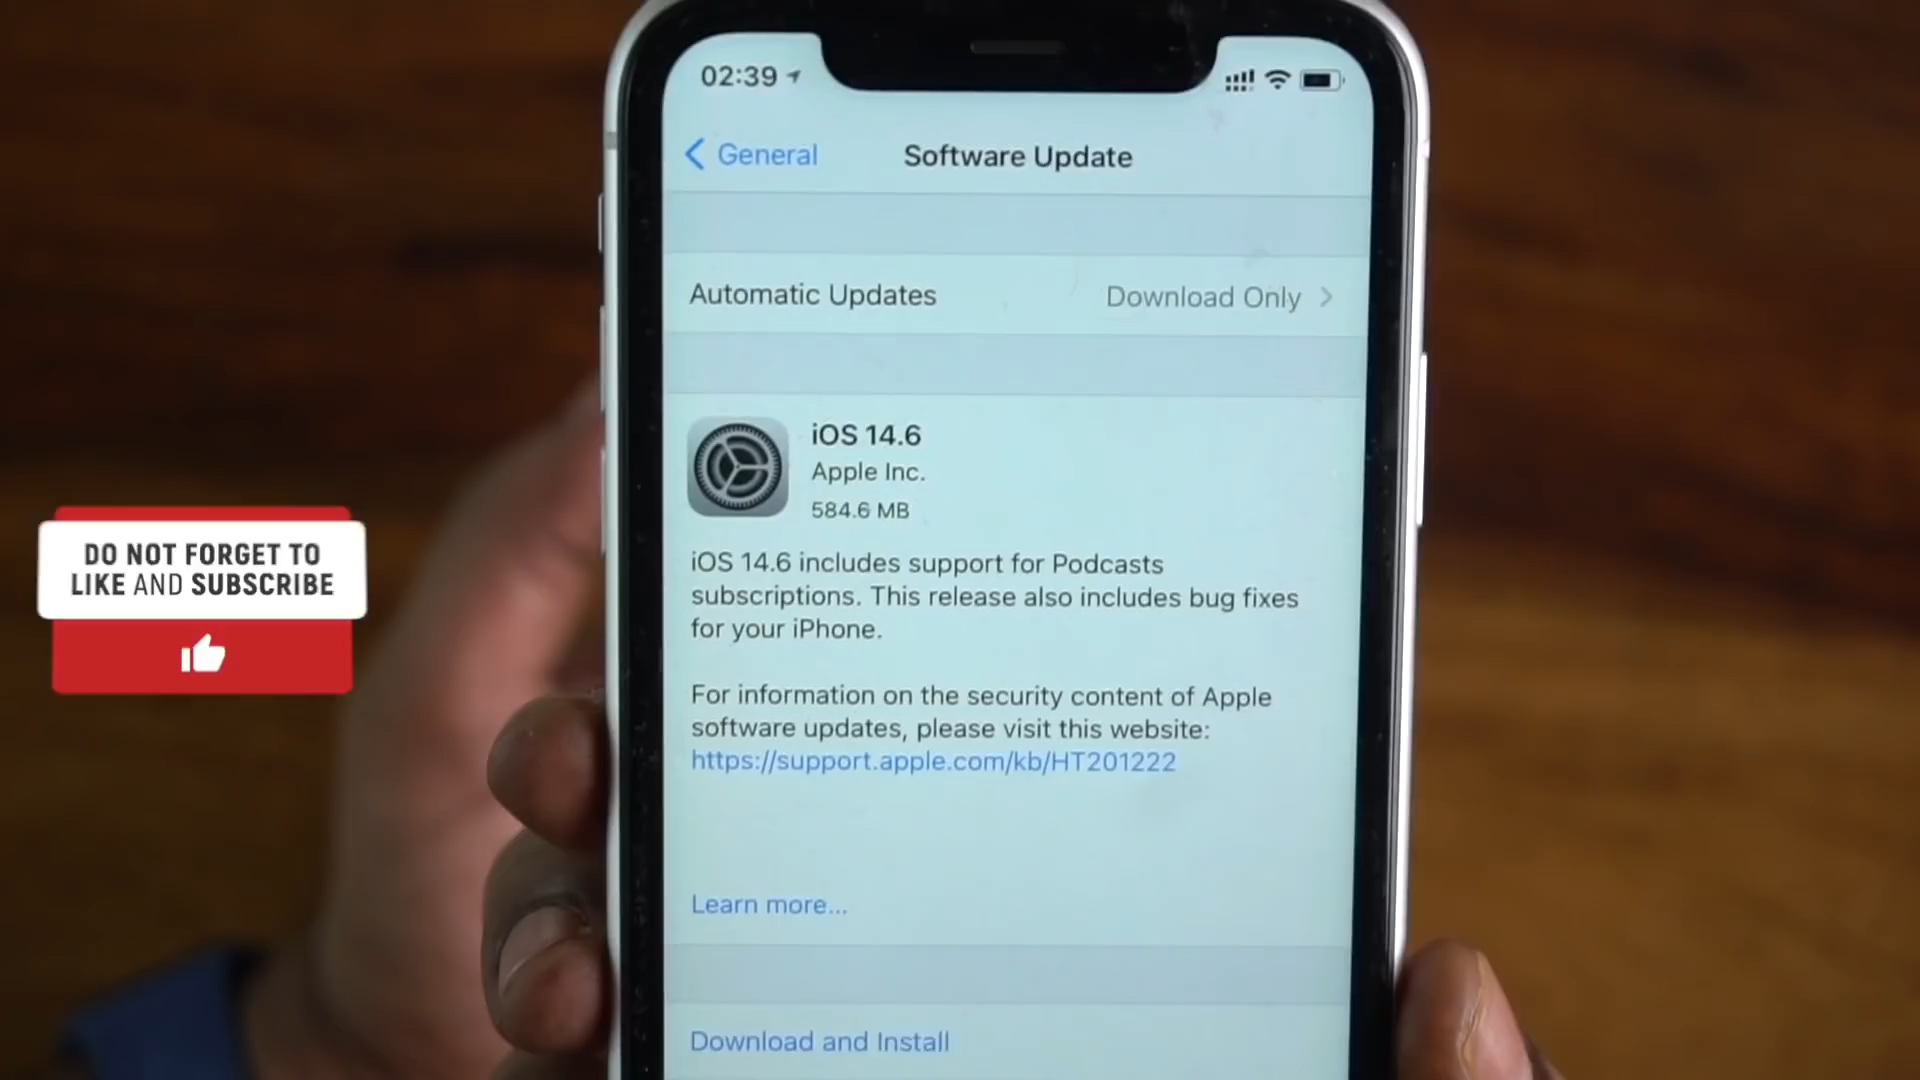 02:39
General
Software Update
Automatic Updates
Download Only
iOS 14.6
Apple Inc.
584.6 MB
iOS 14.6 includes support for Podcasts
subscriptions. This release also includes bug fixes
for your iPhone.
For information on the security content of Apple
software updates, please visit this website:
https://support.apple.com/kb/HT201222
Learn more...
Download and Install
DO NOT FORGET TO
LIKE AND SUBSCRIBE